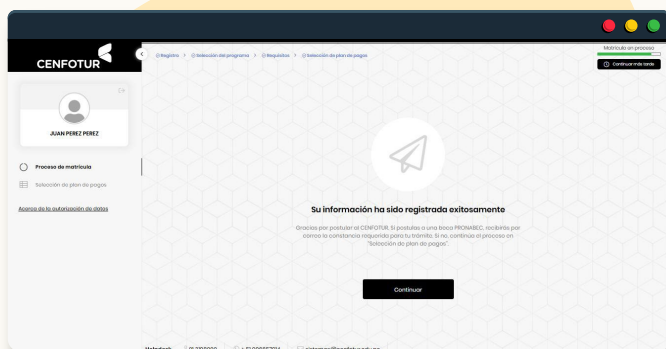 CENFOTUR
Registro > Selección del programa > Requisitos > Selección de plan de pagos
Matrícula en proceso
Continuar más tarde
JUAN PEREZ PEREZ
Proceso de matrícula
Selección de plan de pagos
Acerca de la autorización de datos
Su información ha sido registrada exitosamente
Gracias por postular al CENFOTUR. Si postulas a una beca PRONABEC, recibirás por
correo la constancia requerida para tu trámite. Si no, continúa el proceso en
"Selección de plan de pagos".
Continuar